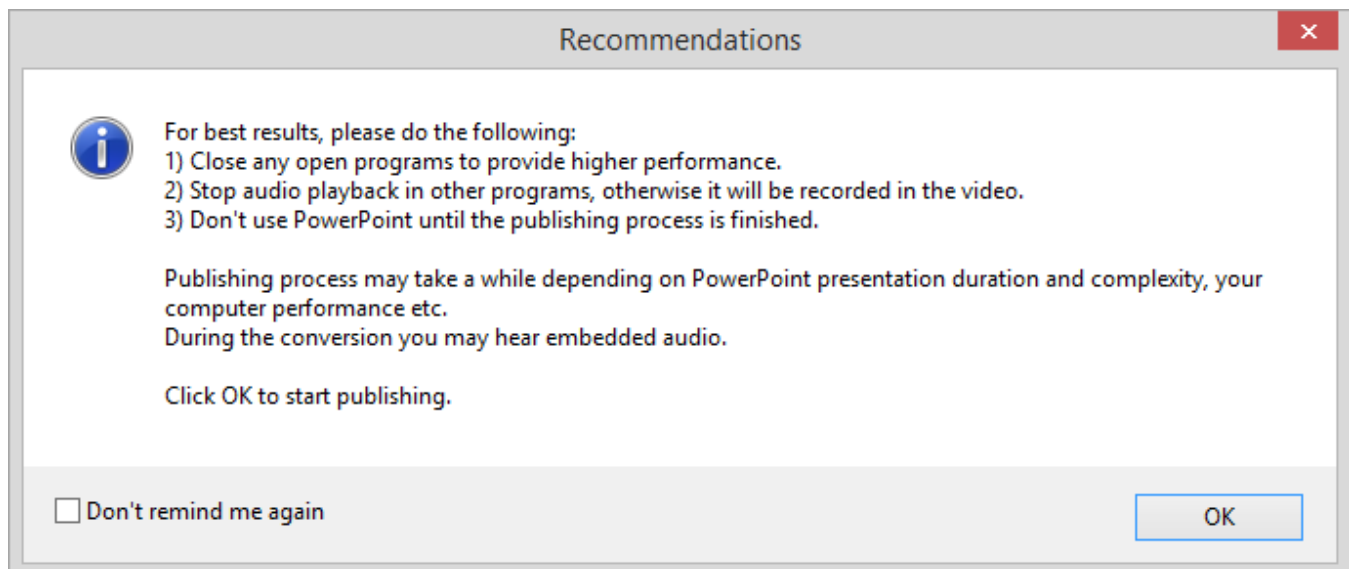 Recommendations
For best results, please do the following:
1) Close any open programs to provide higher performance.
2) Stop audio playback in other programs, otherwise it will be recorded in the video.
3) Don't use PowerPoint until the publishing process is finished.
Publishing process may take a while depending on PowerPoint presentation duration and complexity, your
computer performance etc.
During the conversion you may hear embedded audio.
Click OK to start publishing.
Don't remind me again
OK